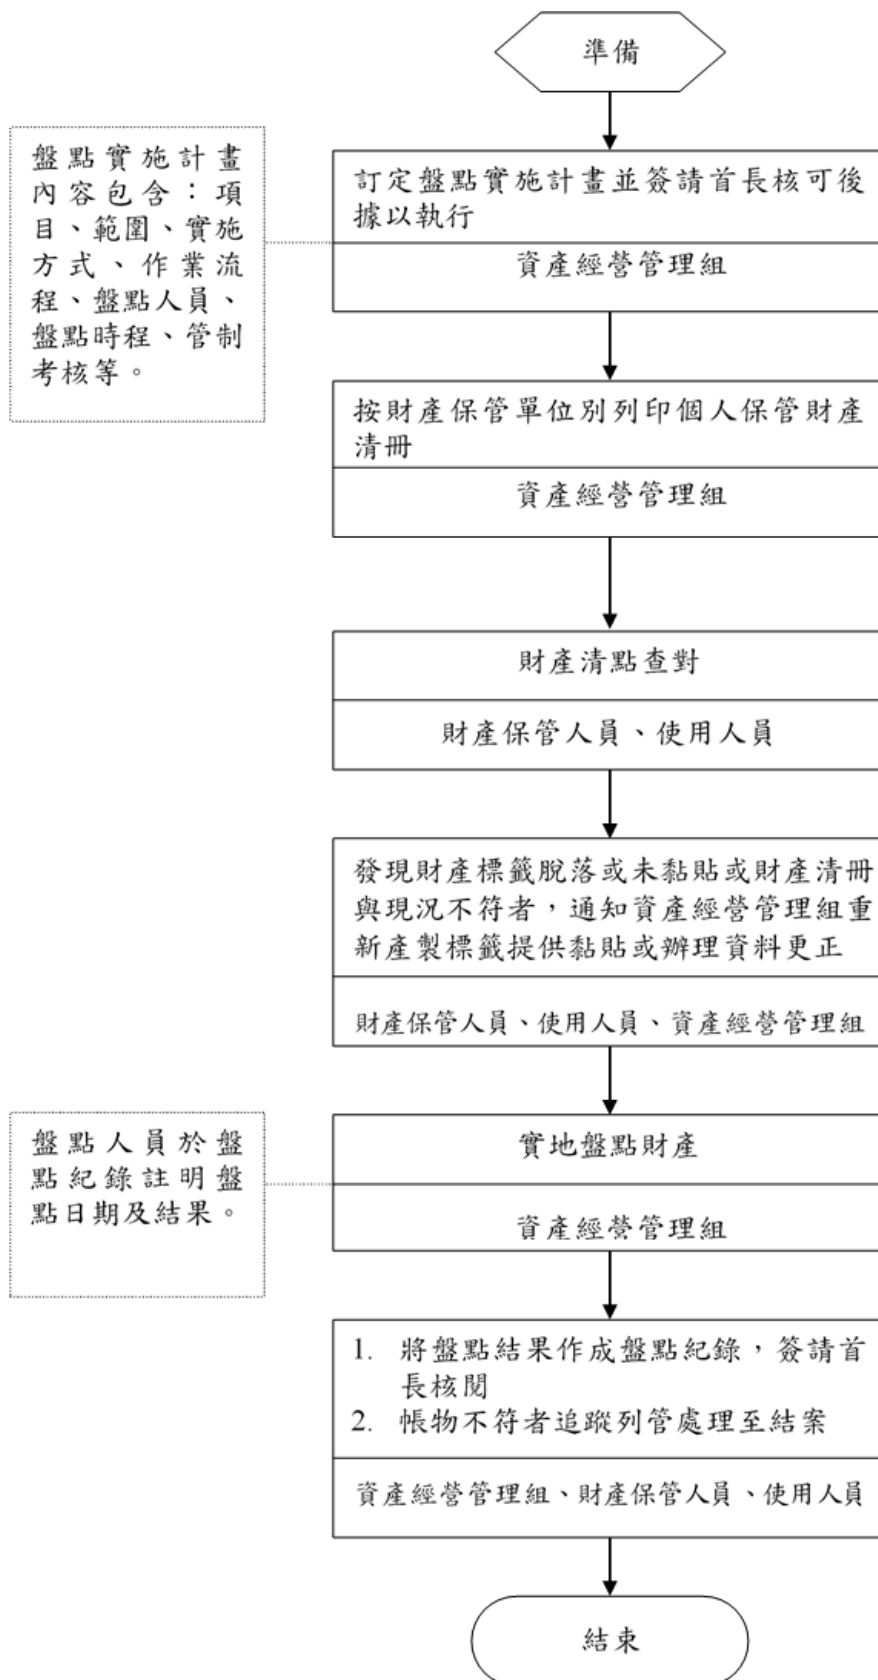 準備
盤點實施計畫
內容包含：項
目、範圍、實施
方式、作業流
程、盤點人員、
盤點時程、管制
考核等。
訂定盤點實施計畫並簽請首長核可後
據以執行
資產經營管理組
按財產保管單位別列印個人保管財產
清冊
資產經營管理組
財產清點查對
財產保管人員、使用人員
發現財產標籤脫落或未黏貼或財產清冊
與現況不符者，通知資產經營管理組重
新產製標籤提供黏貼或辦理資料更正
財產保管人員、使用人員、資產經營管理組
盤點人員於盤
點紀錄註明盤
點日期及結果。
實地盤點財產
資產經營管理組
1. 將盤點結果作成盤點紀錄，簽請首
長核閱
2. 帳物不符者追蹤列管處理至結案
資產經營管理組、財產保管人員、使用人員
結束